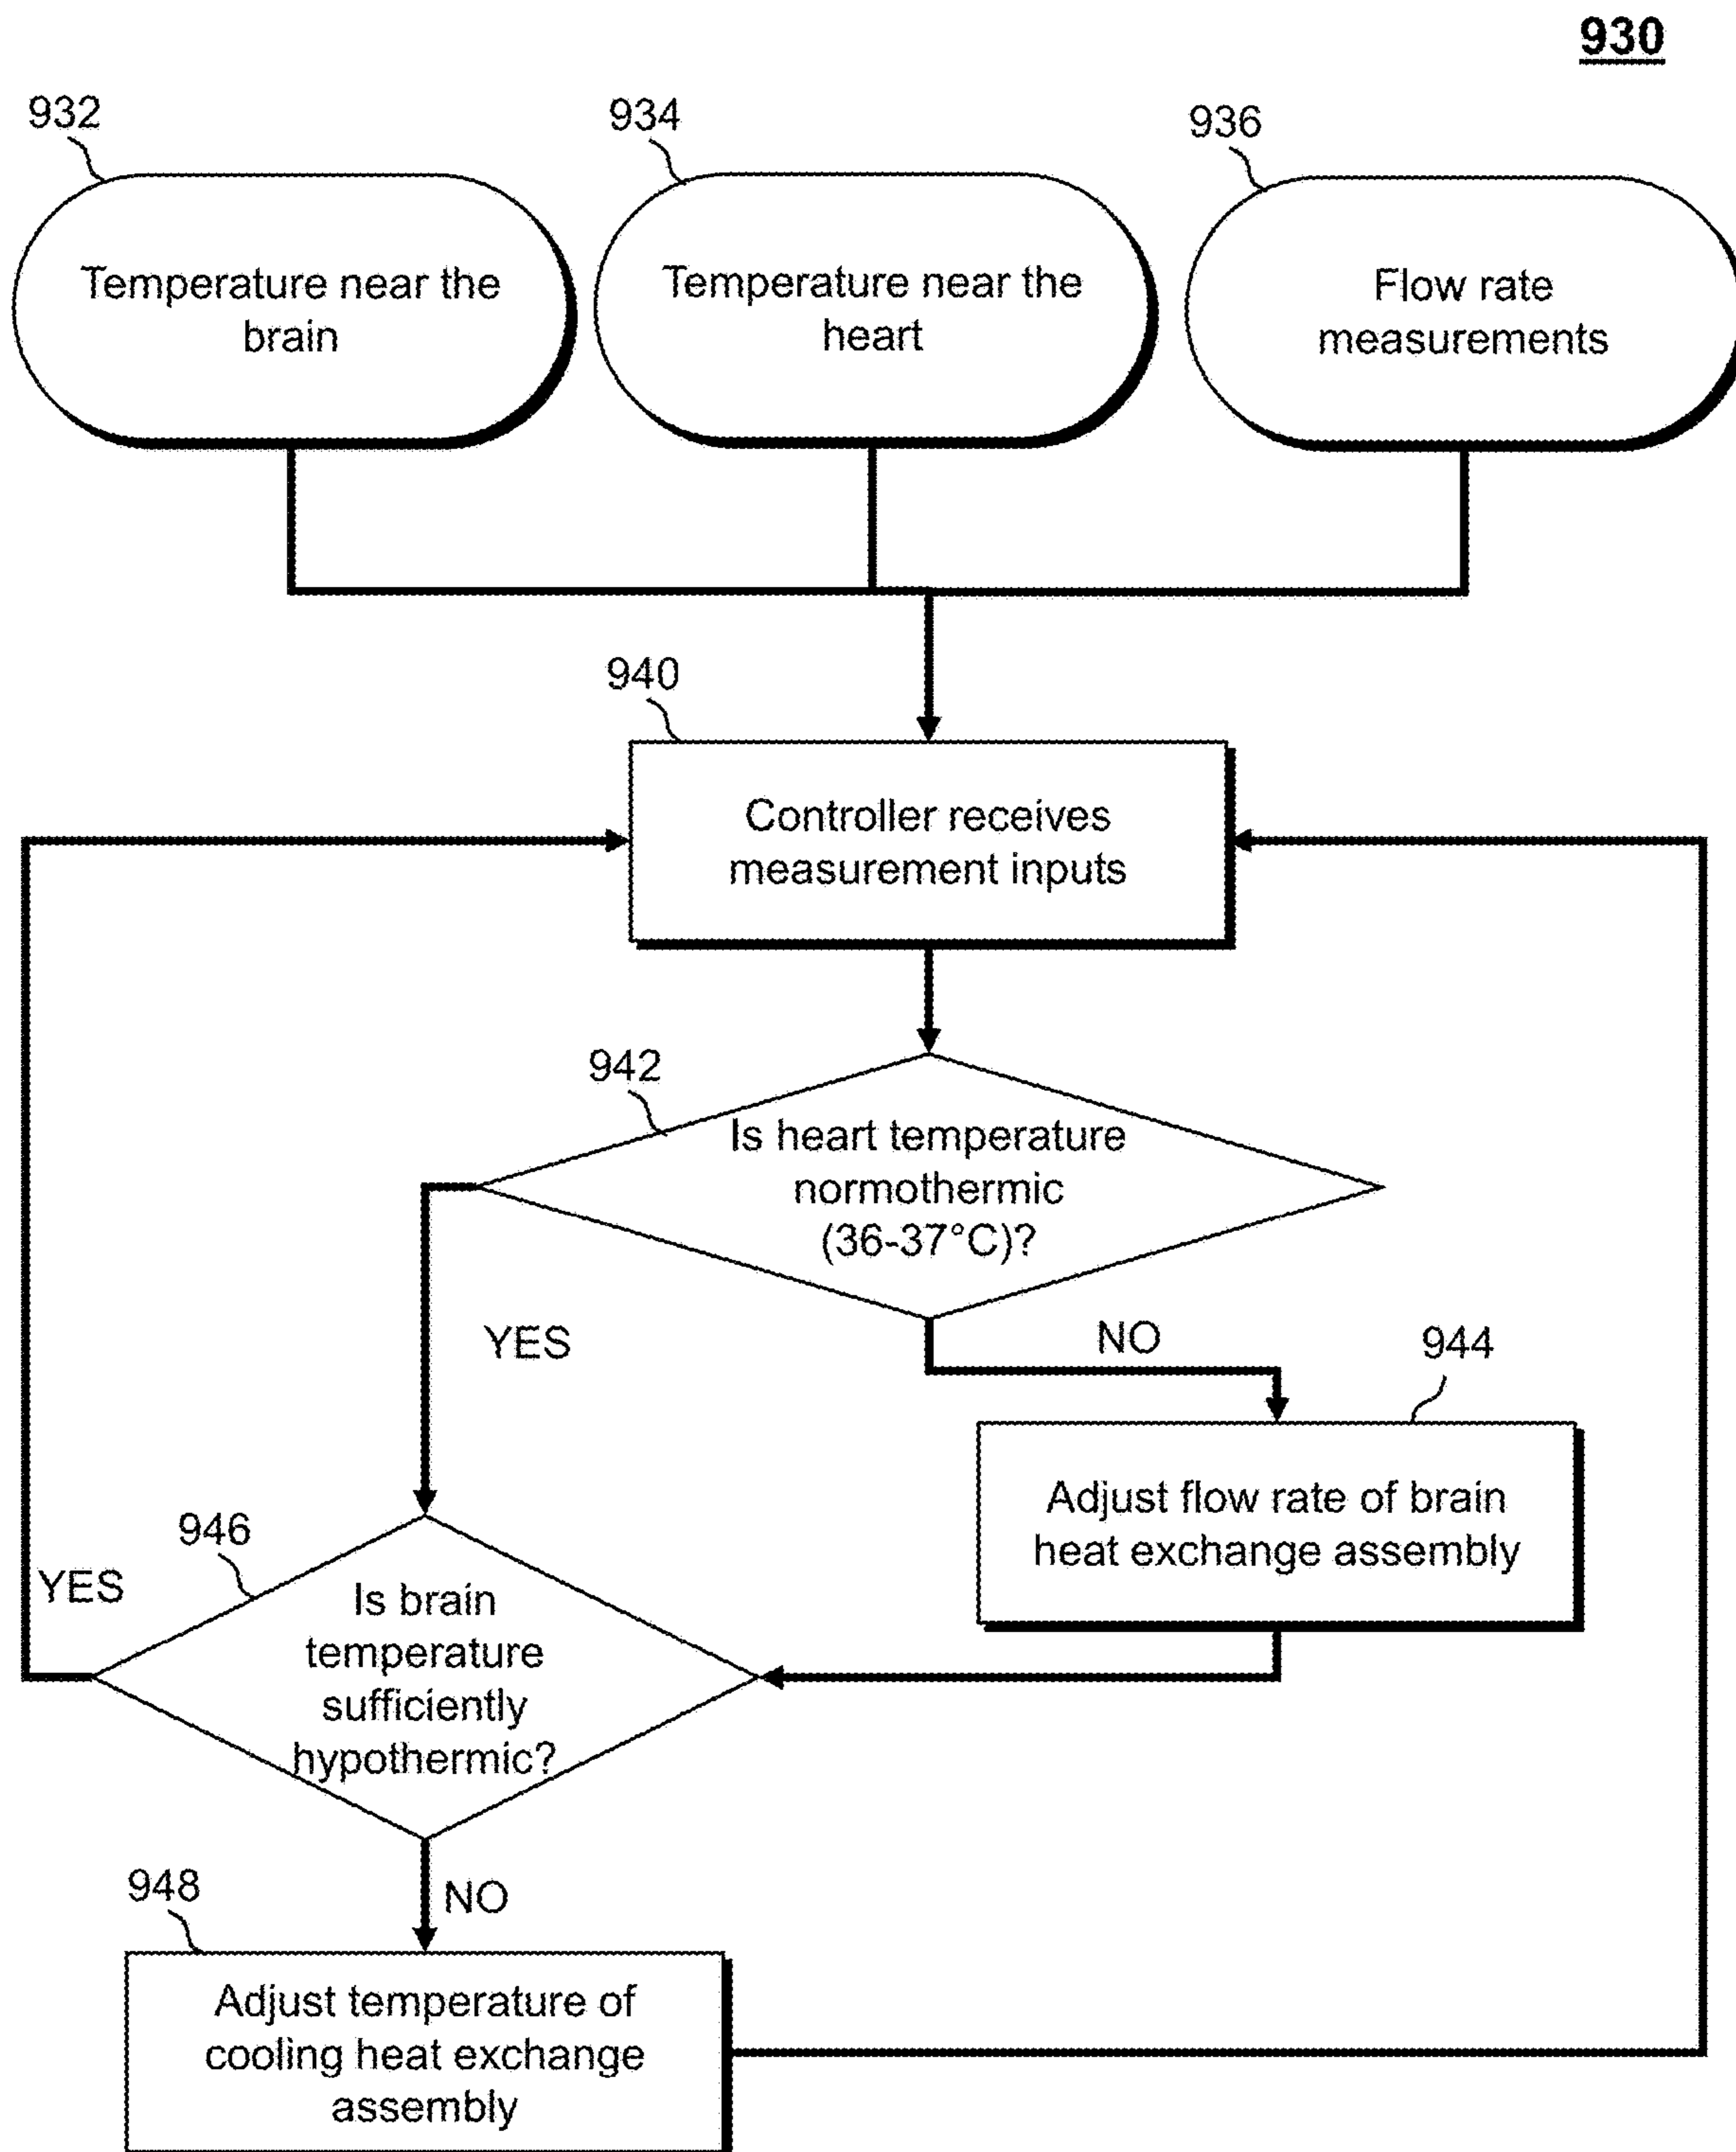 930
932
934
936
Temperature near the
brain
Temperature near the
heart
Flow rate
measurements
940
Controller receives
measurement inputs
942
Is heart temperature
normothermic
(36-37°C)?
YES
NO
944
Adjust flow rate of brain
heat exchange assembly
946
YES
Is brain
temperature
sufficiently
hypothermic?
948
NO
Adjust temperature of
cooling heat exchange
assembly